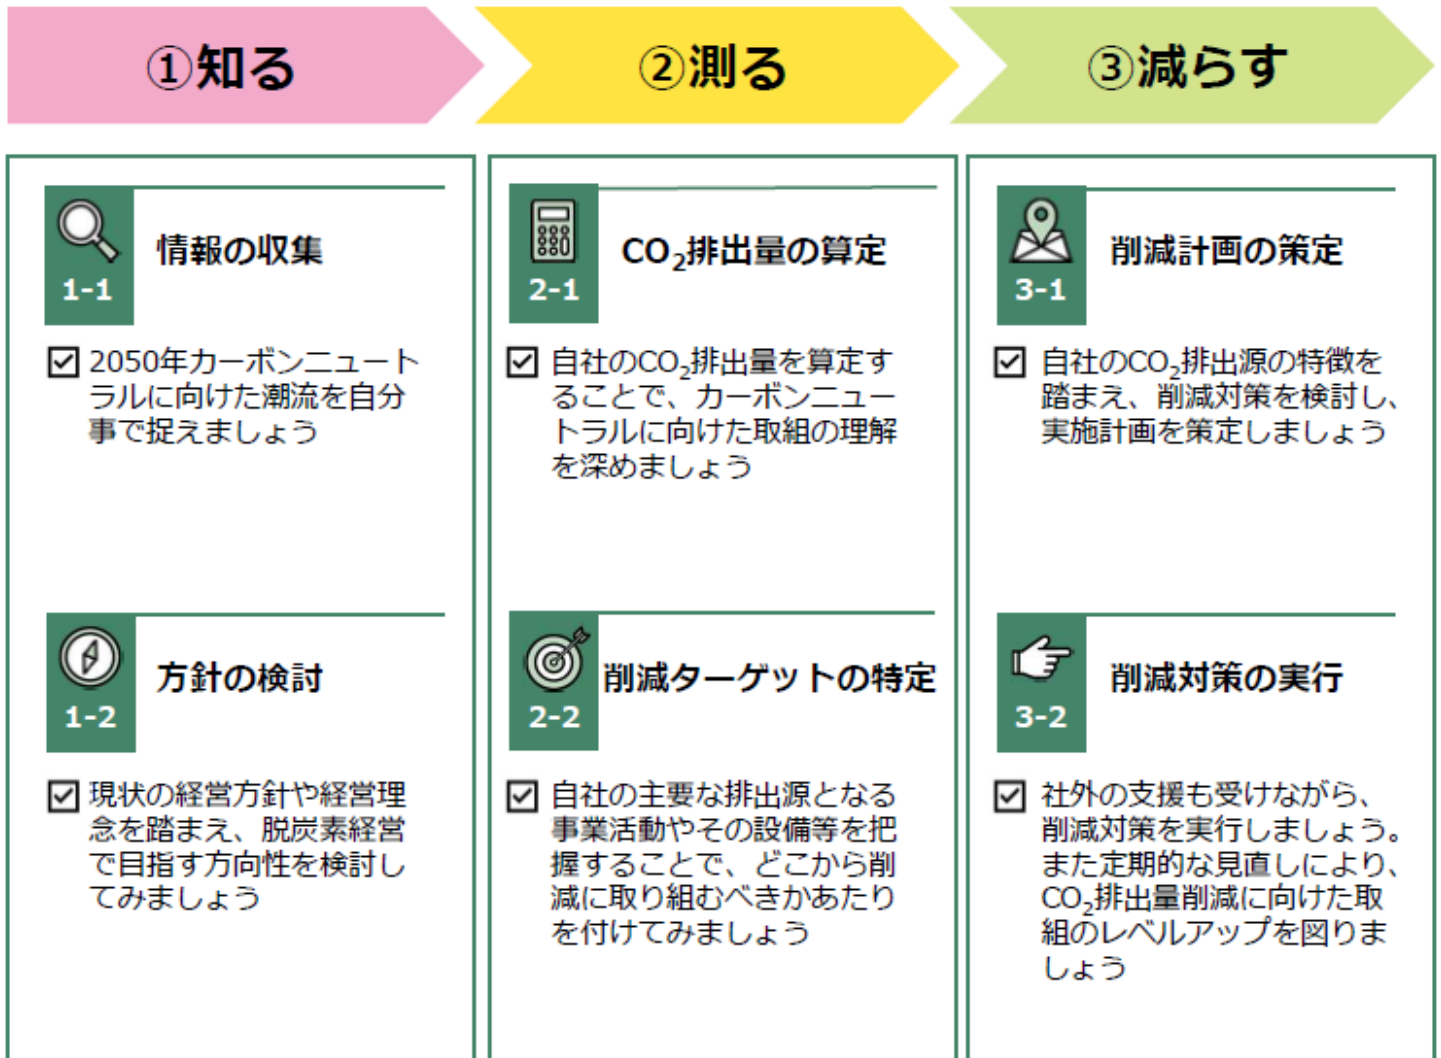 ①知る
②測る
③減らす
1-1
情報の収集
2050年カーボンニュート
ラルに向けた潮流を自分
事で捉えましょう
1-2
方針の検討
現状の経営方針や経営理
念を踏まえ、脱炭素経営
で目指す方向性を検討し
てみましょう
2-1
CO₂排出量の算定
自社のCO₂排出量を算定す
ることで、カーボンニュー
トラルに向けた取組の理解
を深めましょう
2-2
削減ターゲットの特定
自社の主要な排出源となる
事業活動やその設備等を把
握することで、どこから削
減に取り組むべきかあたり
を付けてみましょう
3-1
削減計画の策定
自社のCO₂排出源の特徴を
踏まえ、削減対策を検討し、
実施計画を策定しましょう
3-2
削減対策の実行
社外の支援も受けながら、
削減対策を実行しましょう。
また定期的な見直しにより、
CO₂排出量削減に向けた取
組のレベルアップを図りま
しょう